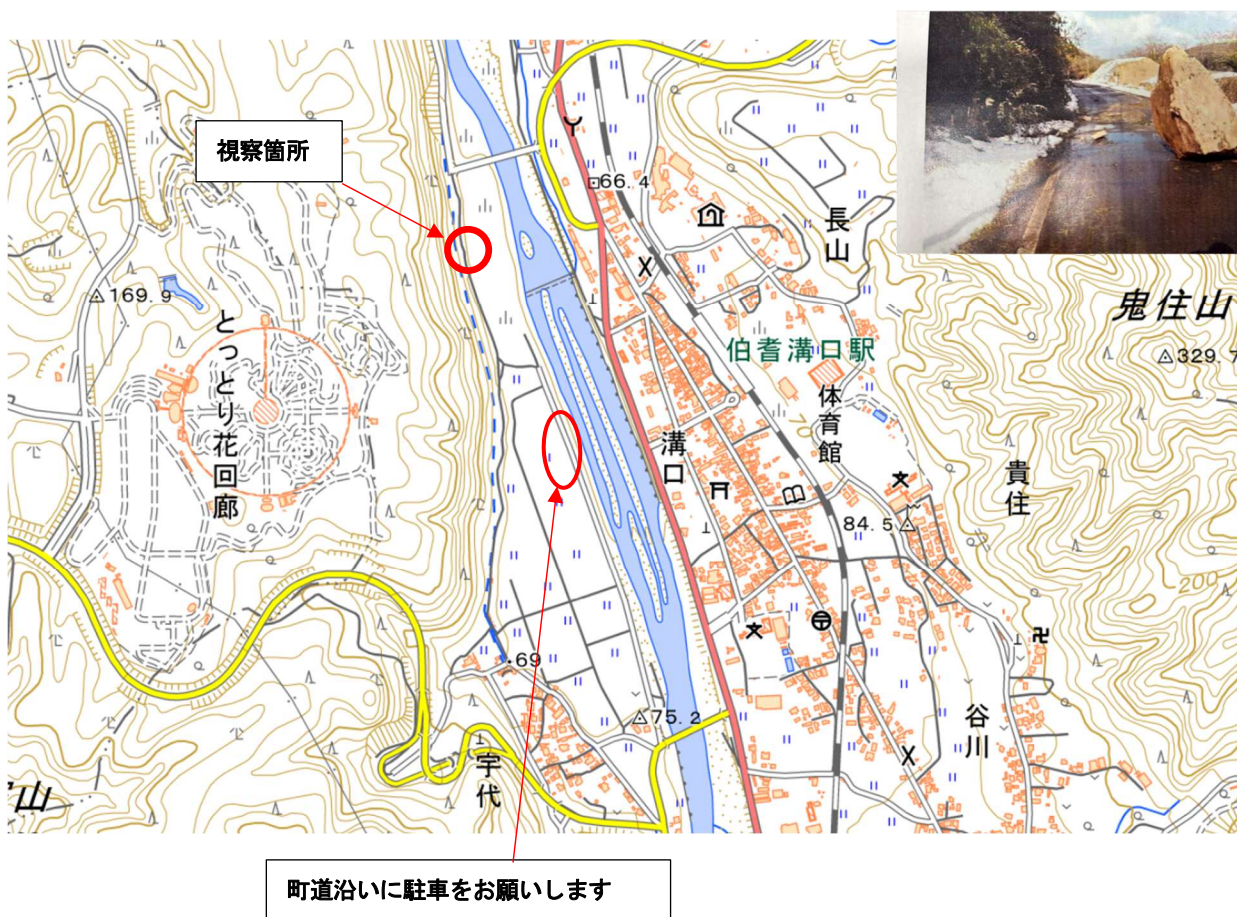 視察箇所
66.4
長山
169.9
とっとり花回廊
伯耆溝口駅
鬼住山
329.7
体育館
70
溝口
貴住
84.5
200
69
75.2
谷川
宇代
山
町道沿いに駐車をお願いします